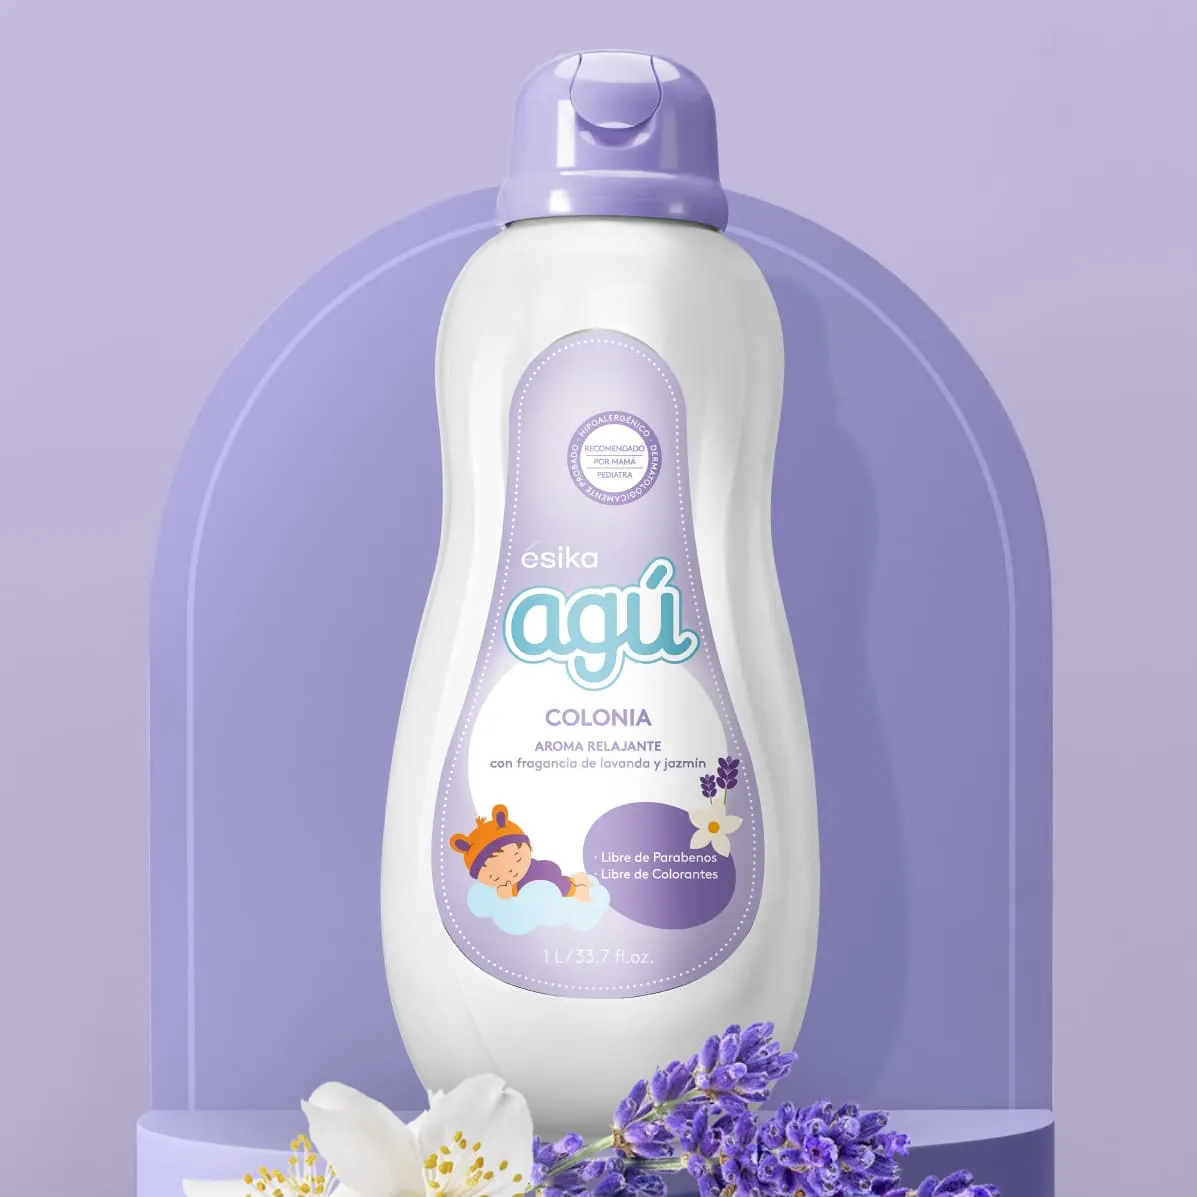 · HIPOALERGÉNICO · DERMATOLÓGICAMENTE PROBADO
RECOMENDADO
POR MAMÁ
PEDIATRA
ésika
agú
COLONIA
AROMA RELAJANTE
con fragancia de lavanda y jazmín
· Libre de Parabenos
· Libre de Colorantes
1 L/33.7 fl.oz.